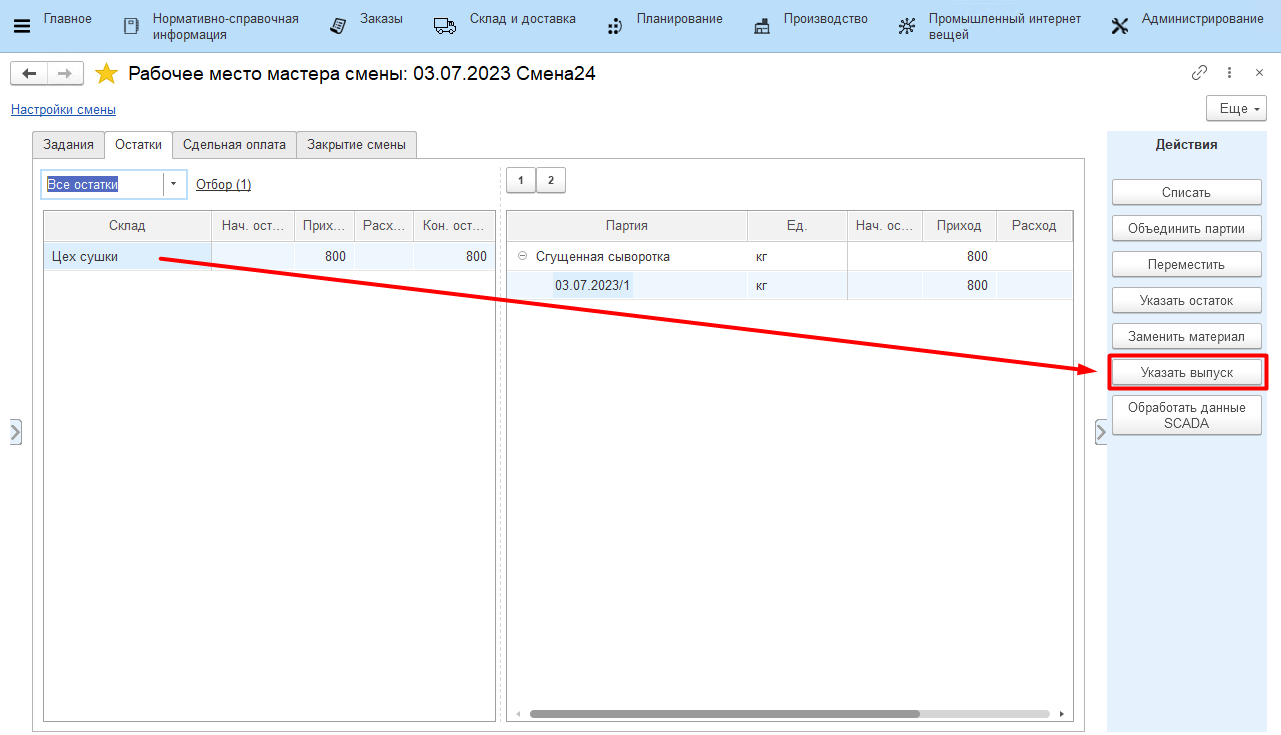 Главное
Нормативно-справочная
информация
Заказы
Склад и доставка
Планирование
Производство
Промышленный интернет
вещей
Администрирование
Рабочее место мастера смены: 03.07.2023 Смена24
Настройки смены
Еще
Задания
Остатки
Сдельная оплата
Закрытие смены
Все остатки
Отбор (1)
Склад
Нач. ост...
Прих...
Расх...
Кон. ост...
Цех сушки
800
800
1
2
Партия
Ед.
Нач. ос...
Приход
Расход
Сгущенная сыворотка
кг
800
03.07.2023/1
кг
800
Действия
Списать
Объединить партии
Переместить
Указать остаток
Заменить материал
Указать выпуск
Обработать данные
SCADA